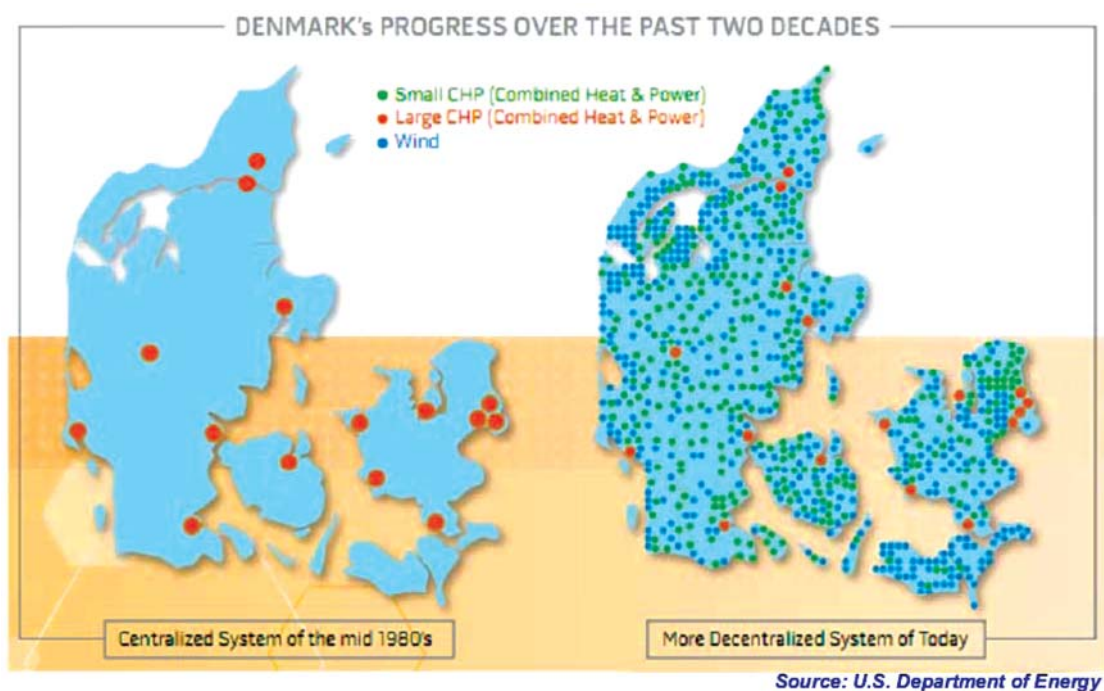 DENMARK's PROGRESS OVER THE PAST TWO DECADES
Small CHP (Combined Heat & Power)
Large CHP (Combined Heat & Power)
Wind
Centralized System of the mid 1980's
More Decentralized System of Today
Source: U.S. Department of Energy